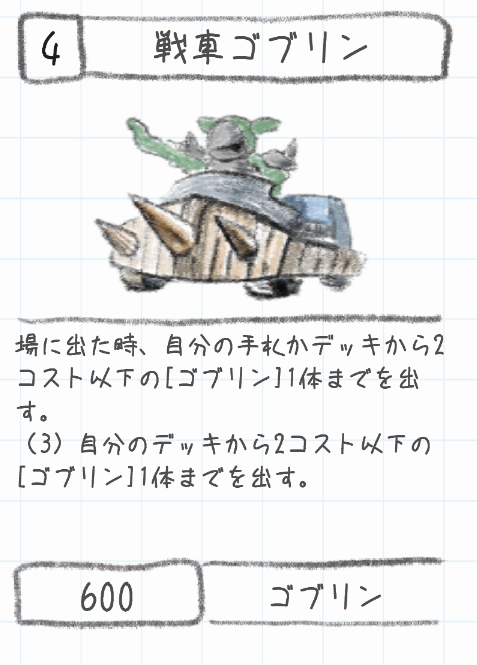 4
戦車ゴブリン
場に出た時、自分の手札かデッキから2
コスト以下の[ゴブリン]1体までを出
す。
（3）自分のデッキから2コスト以下の
[ゴブリン]1体までを出す。
600
ゴブリン